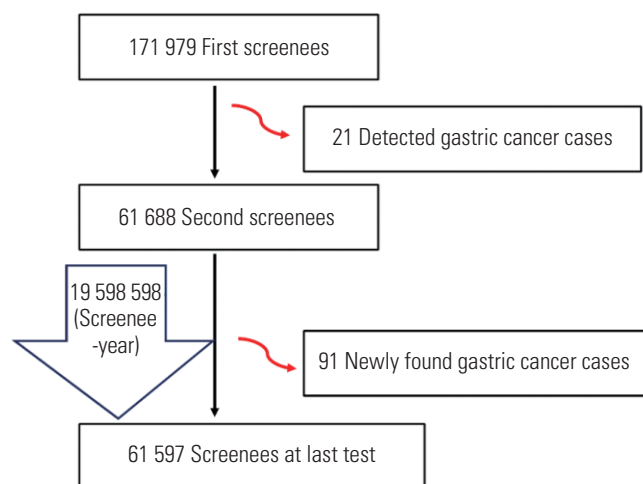 171 979 First screenees
21 Detected gastric cancer cases
61 688 Second screenees
19 598 598
(Screenee
-year)
91 Newly found gastric cancer cases
61 597 Screenees at last test